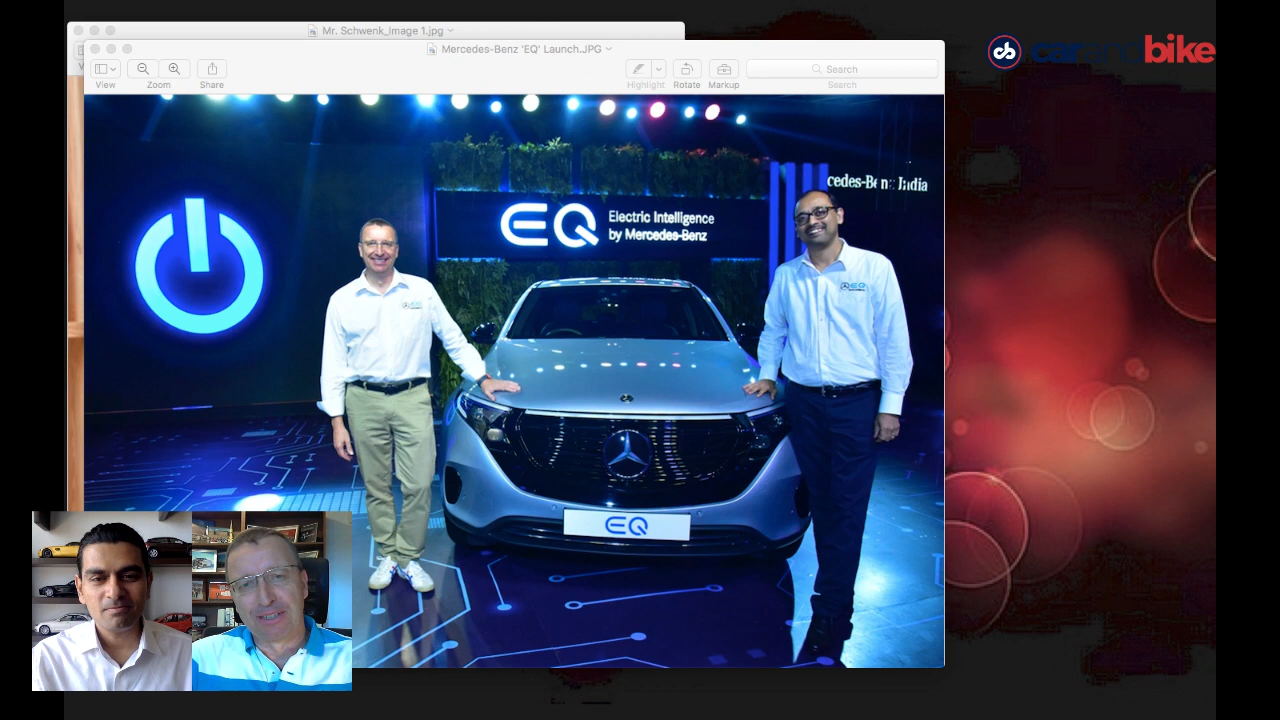 Mr. Schwenk_Image 1.jpg
Mercedes-Benz 'EQ' Launch.JPG
View
Zoom
Share
Highlight
Rotate
Markup
Search
Search
carandbike
cedes-Benz India
EQ
Electric Intelligence
by Mercedes-Benz
EQ
EQ